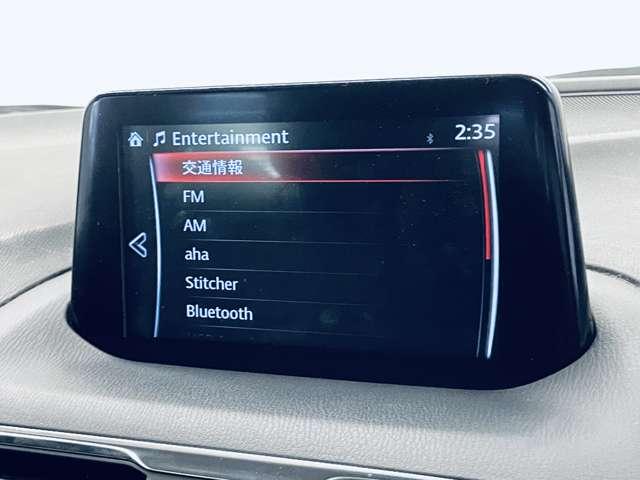 Entertainment 2:35
交通情報
FM
AM
aha
Stitcher
Bluetooth